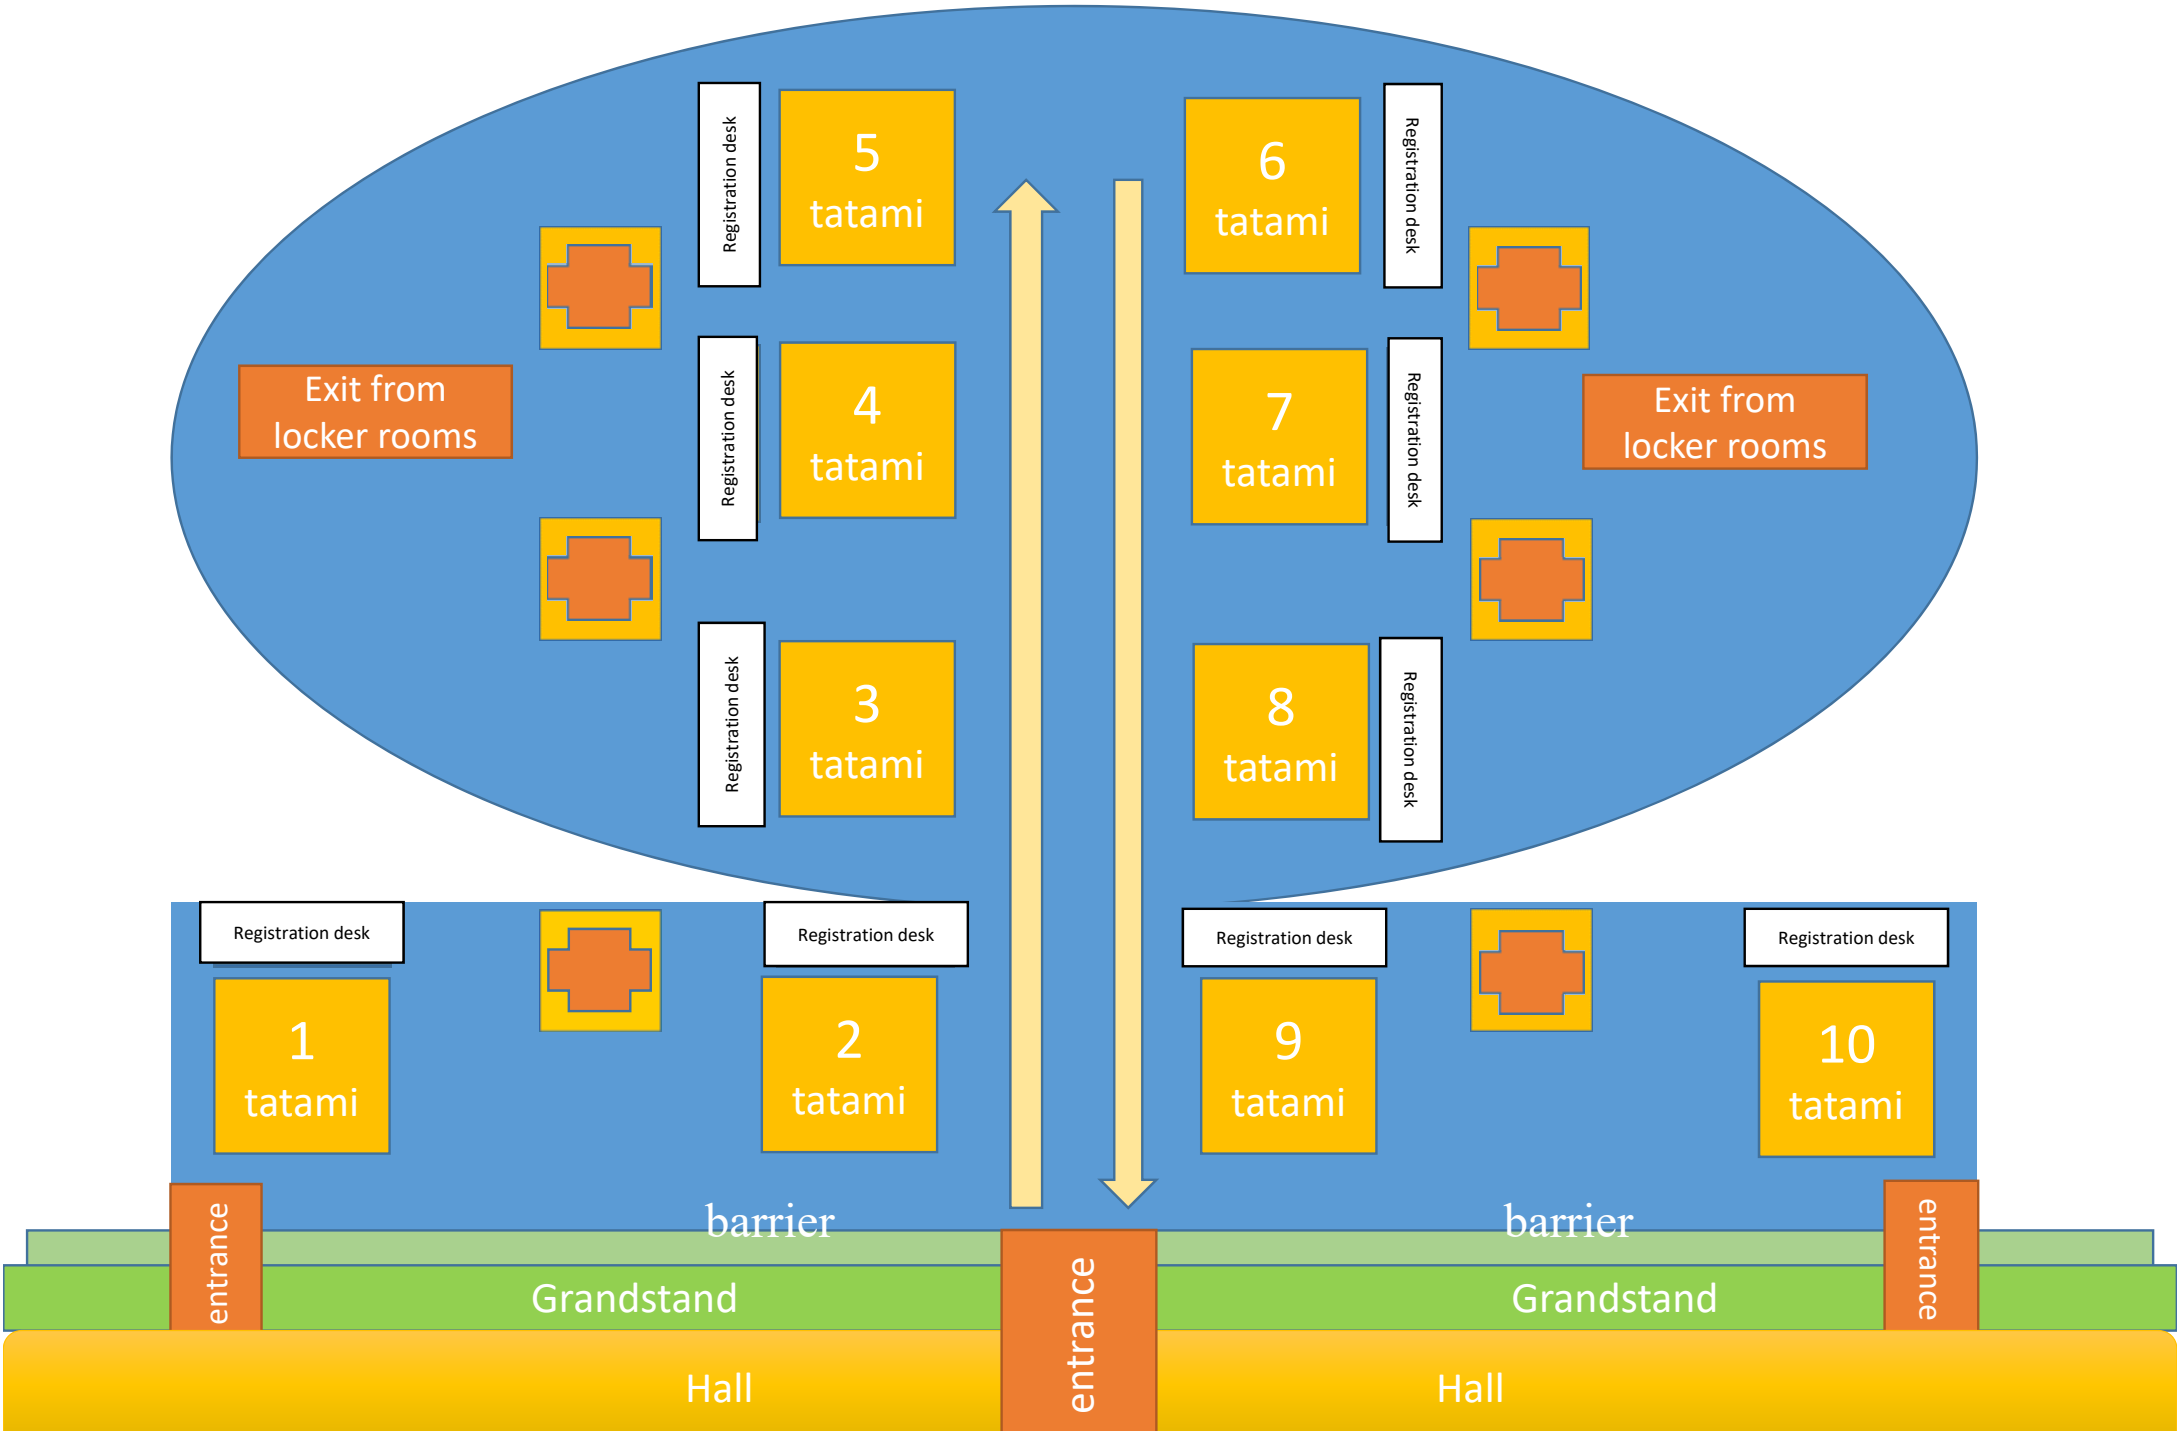 Registration desk
5
tatami
6
tatami
Registration desk
Exit from
locker rooms
Registration desk
4
tatami
7
tatami
Registration desk
Exit from
locker rooms
Registration desk
3
tatami
8
tatami
Registration desk
Registration desk
Registration desk
Registration desk
Registration desk
1
tatami
2
tatami
9
tatami
10
tatami
entrance
barrier
barrier
entrance
Grandstand
entrance
Grandstand
Hall
Hall